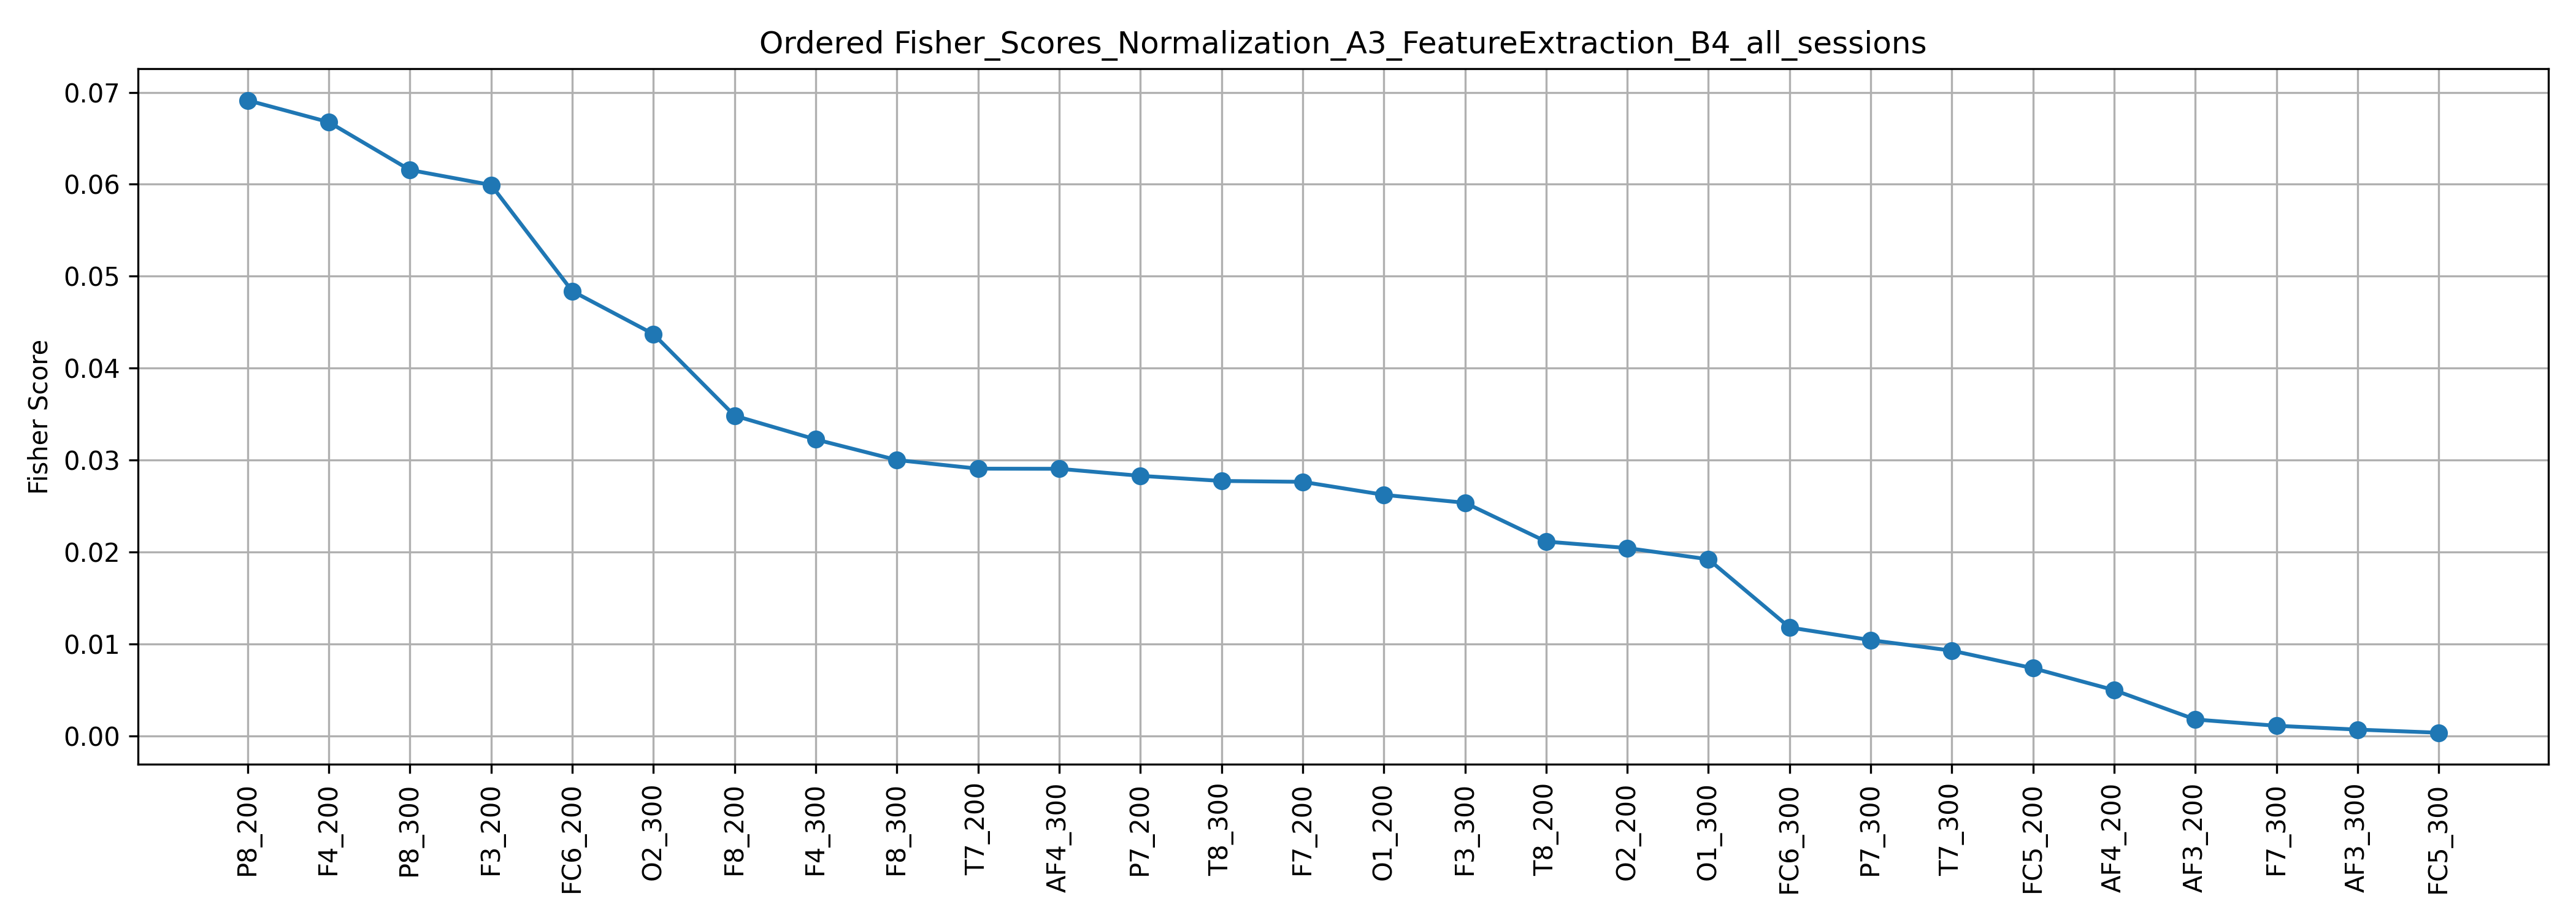 Ordered Fisher_Scores_Normalization_A3_FeatureExtraction_B4_all_sessions
Fisher Score
0.07
0.06
0.05
0.04
0.03
0.02
0.01
0.00
P8_200
F4_200
P8_300
F3_200
FC6_200
O2_300
F8_200
F4_300
F8_300
T7_200
AF4_300
P7_200
T8_300
F7_200
O1_200
F3_300
T8_200
O2_200
O1_300
FC6_300
P7_300
T7_300
FC5_200
AF4_200
AF3_200
F7_300
AF3_300
FC5_300